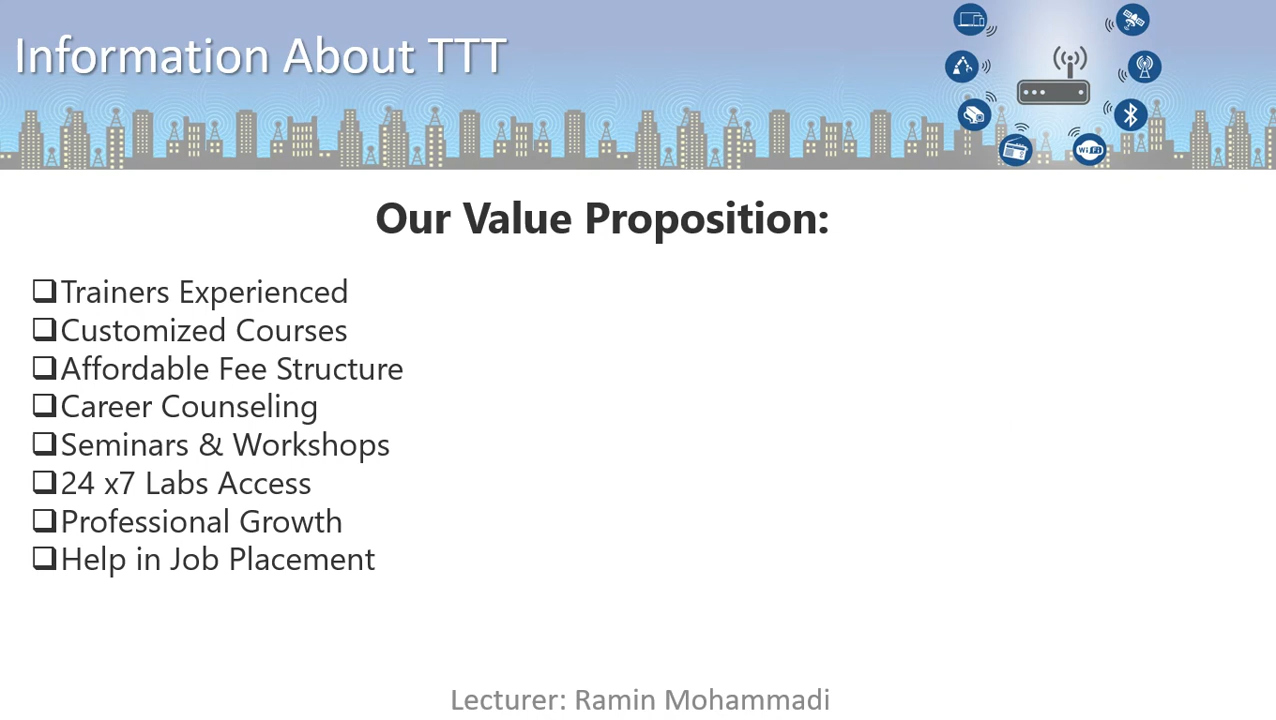 Information About TTT
WiFi
Our Value Proposition:
❑Trainers Experienced
❑Customized Courses
❑Affordable Fee Structure
❑Career Counseling
❑Seminars & Workshops
❑24 x7 Labs Access
❑Professional Growth
❑Help in Job Placement
Lecturer: Ramin Mohammadi